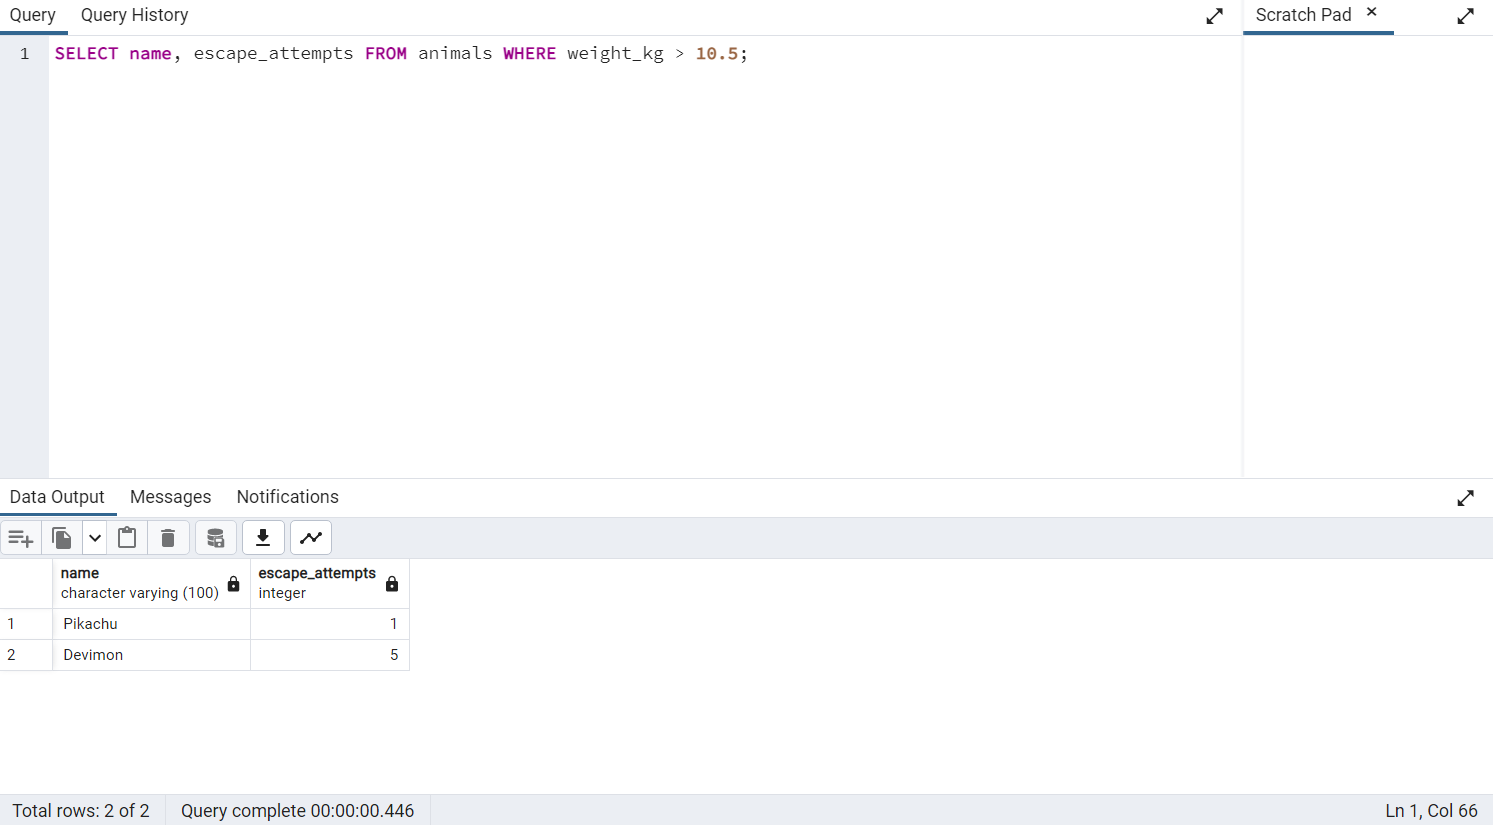 Query Query History Scratch Pad ×
1 SELECT name, escape_attempts FROM animals WHERE weight_kg > 10.5;
Data Output Messages Notifications
name escape_attempts
character varying (100) integer
1 Pikachu 1
2 Devimon 5
Total rows: 2 of 2 Query complete 00:00:00.446 Ln 1, Col 66